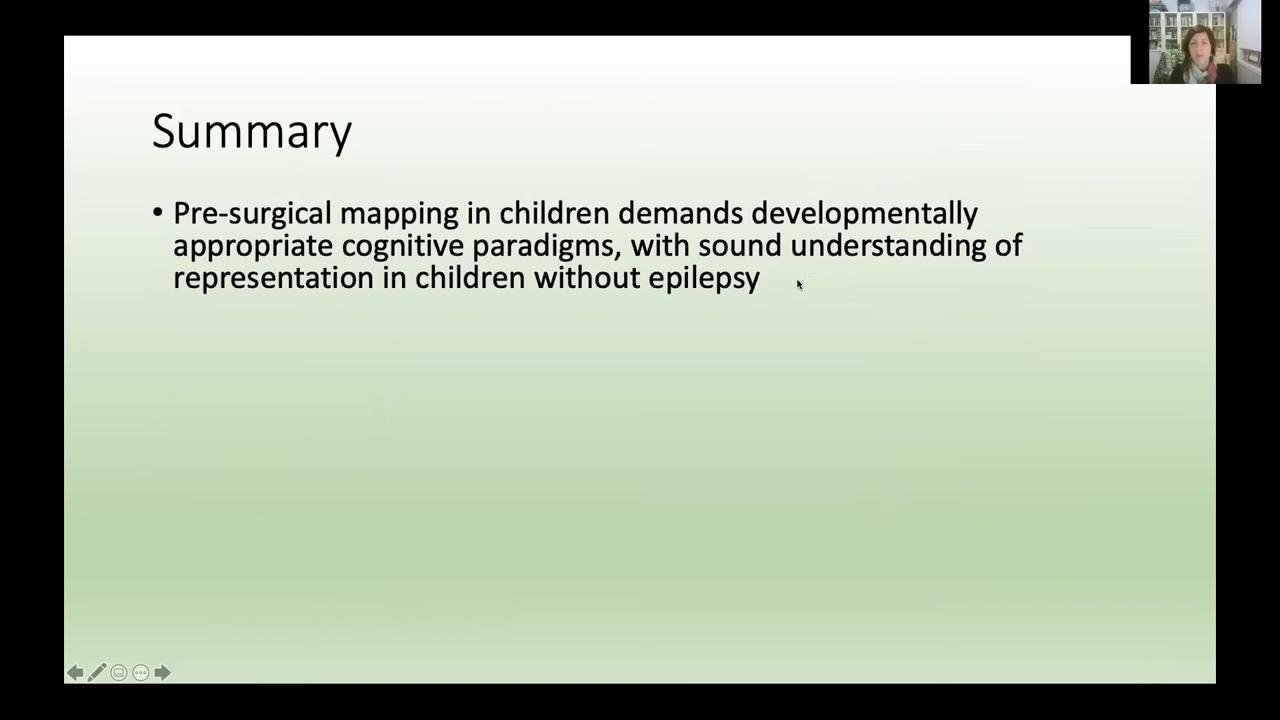 Summary
• Pre-surgical mapping in children demands developmentally
appropriate cognitive paradigms, with sound understanding of
representation in children without epilepsy